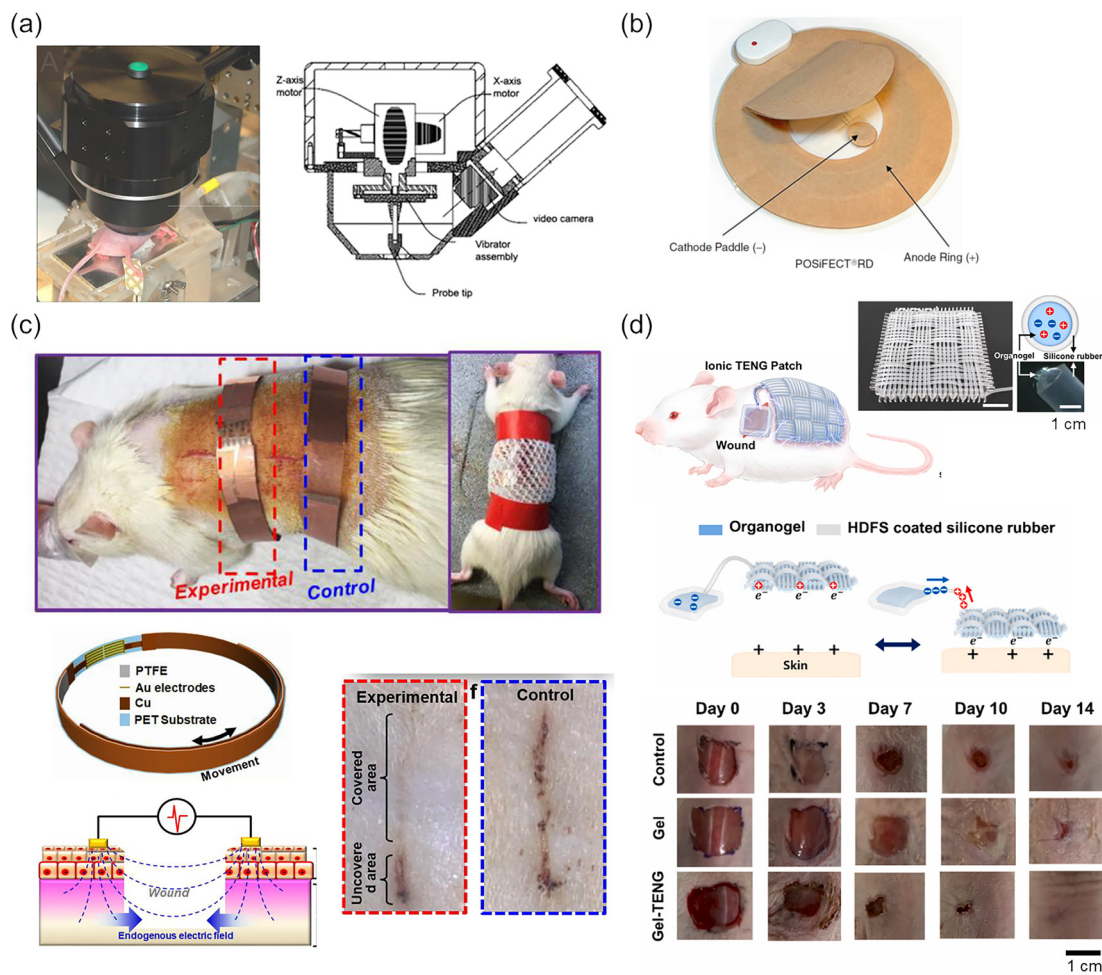 (a)
A
Z-axis
motor
X-axis
motor
video camera
Vibrator
assembly
Probe tip
(b)
Cathode Paddle (−)
Anode Ring (+)
POSiFECT®RD
(c)
Experimental
Control
PTFE
Au electrodes
Cu
PET Substrate
Movement
Wound
Endogenous electric field
f
Experimental
Control
Covered
area
Uncovere
d area
(d)
Ionic TENG Patch
Wound
Organogel
Silicone rubber
1 cm
s
Organogel
HDFS coated silicone rubber
+ + +
e⁻ e⁻ e⁻
+ + +
Skin
e⁻ e⁻ e⁻
+ + +
Day 0
Day 3
Day 7
Day 10
Day 14
Control
Gel
Gel-TENG
1 cm